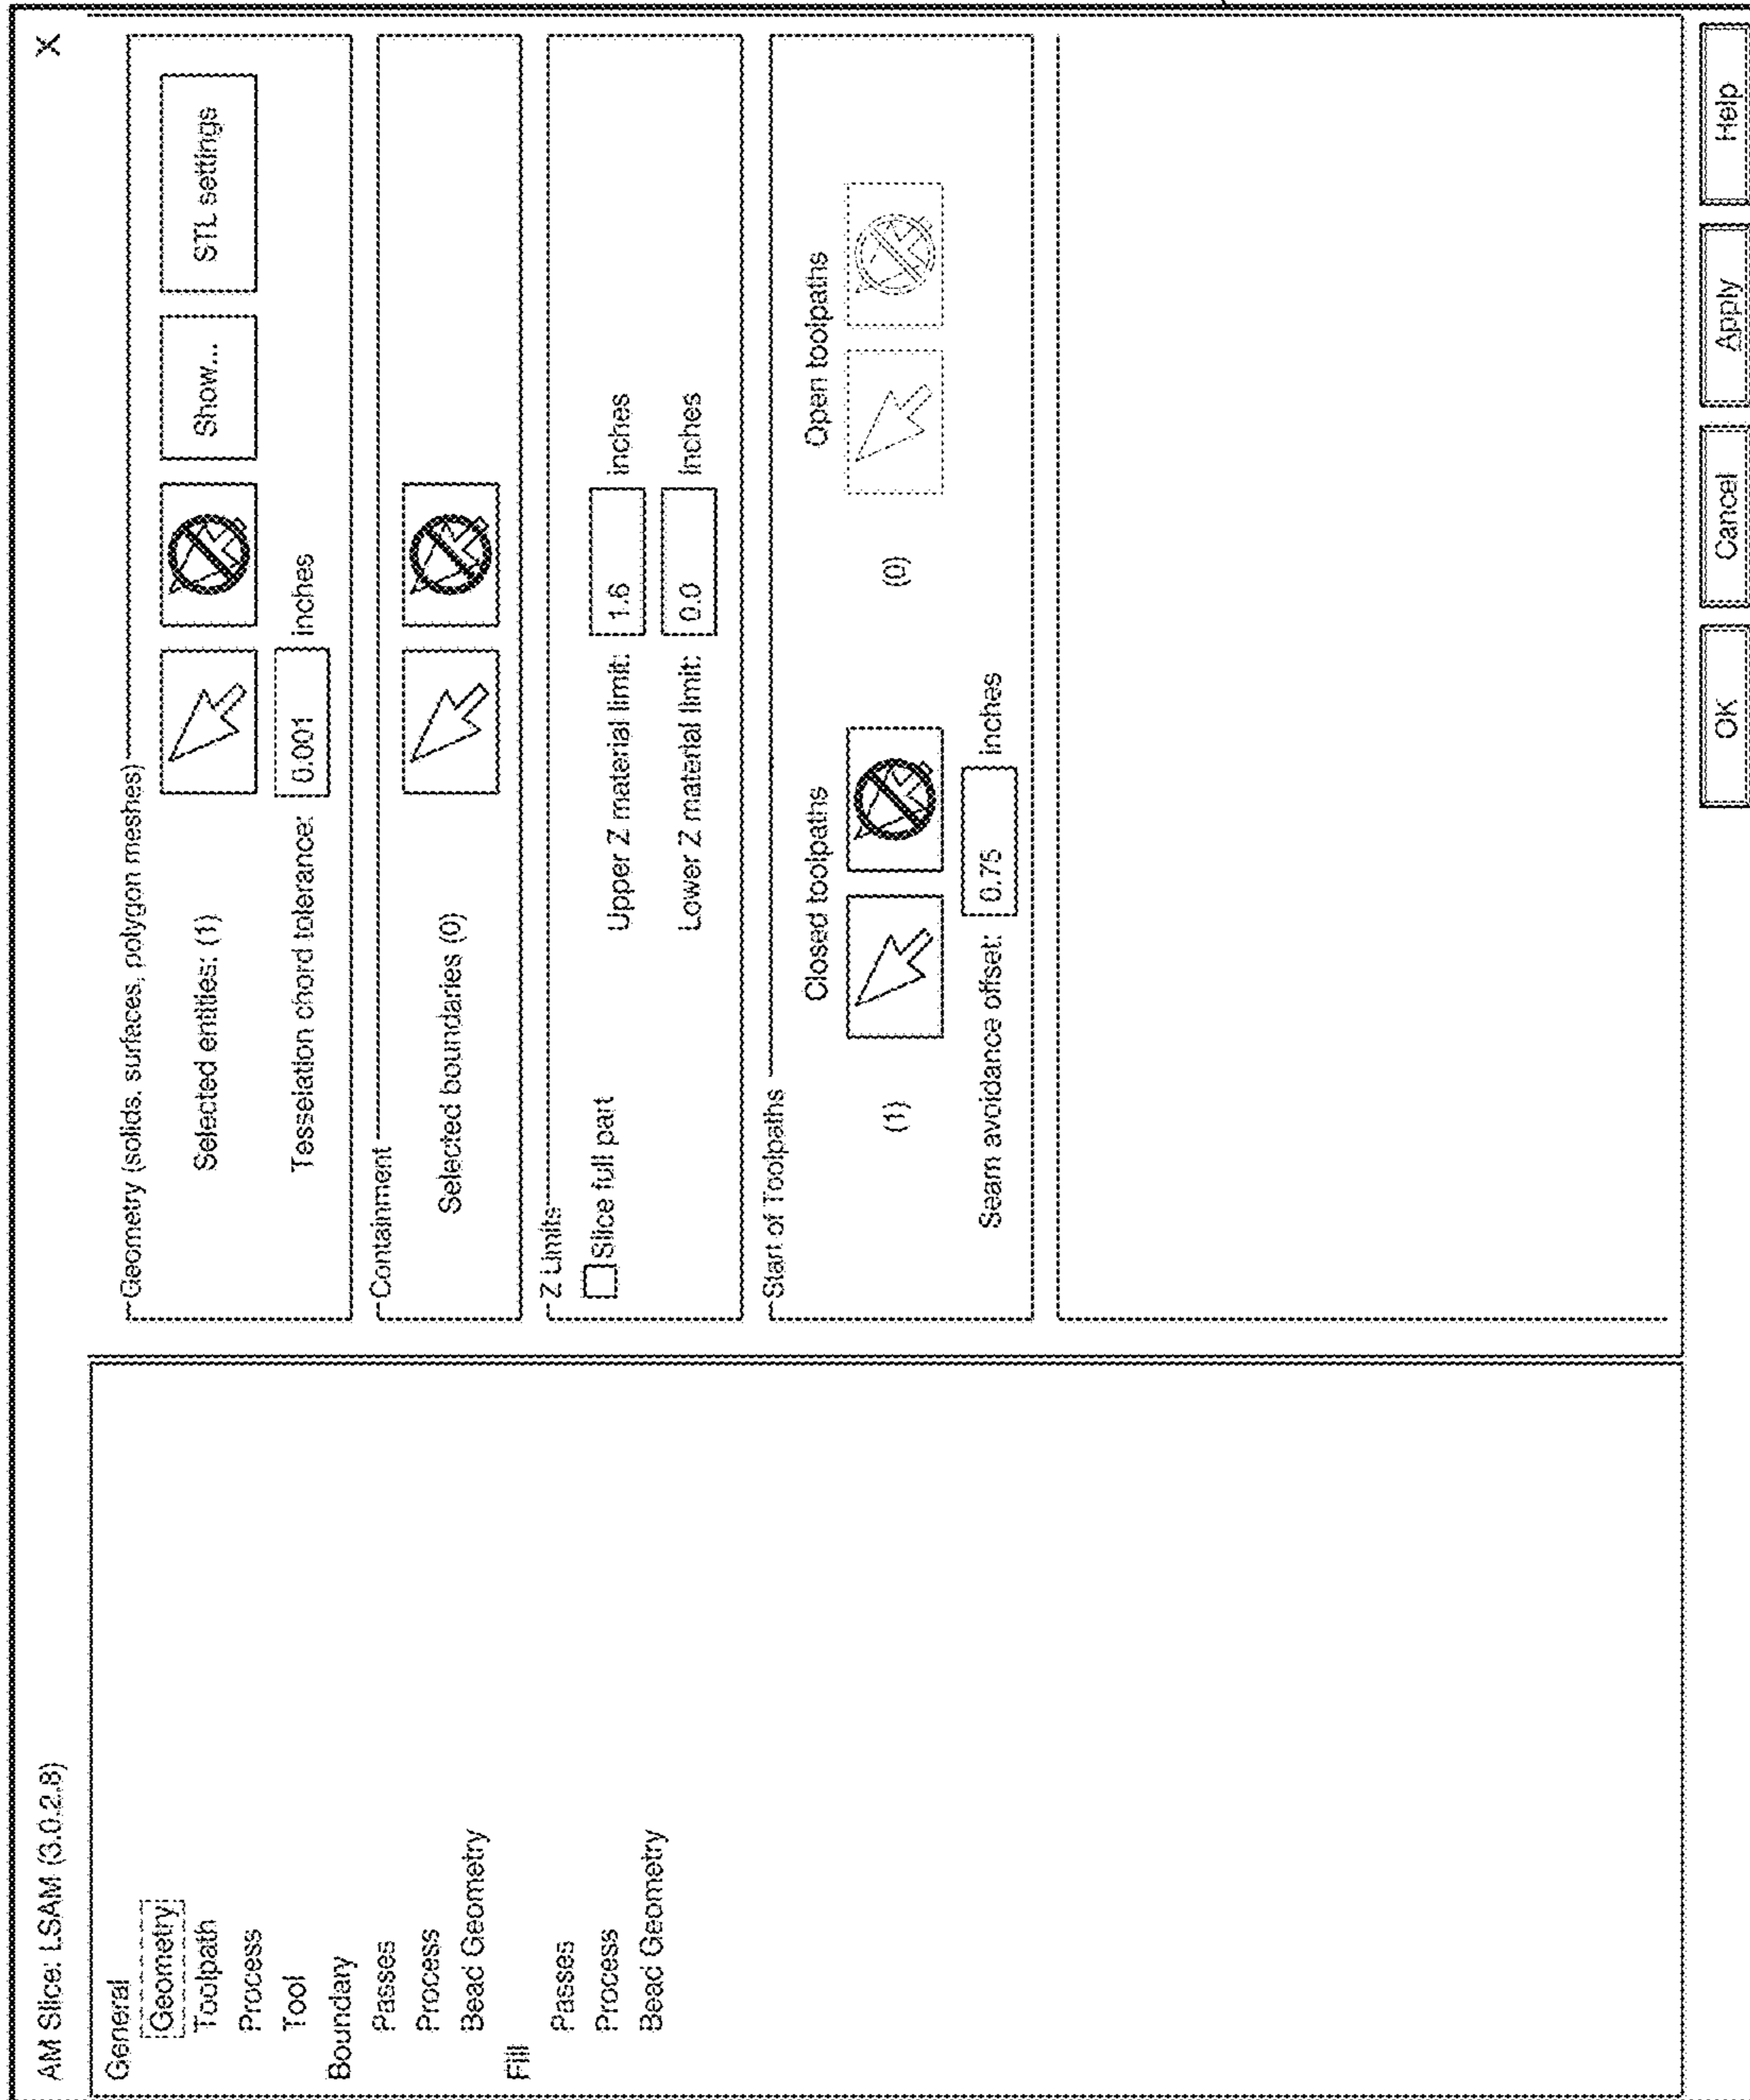 AM Slice: LSAM (3.0.2.8)
X
General
Geometry
Toolpath
Process
Tool
Boundary
Passes
Process
Bead Geometry
Fill
Passes
Process
Bead Geometry
Geometry (solids, surfaces, polygon meshes)
Selected entities: (1) Show... STL settings
Tesselation chord tolerance: 0.001 inches
Containment
Selected boundaries (0)
Z Limits
Slice full part
Upper Z material limit: 1.6 inches
Lower Z material limit: 0.0 inches
Start of Toolpaths
Closed toolpaths Open toolpaths
(1) (0)
Seam avoidance offset: 0.75 inches
OK Cancel Apply Help